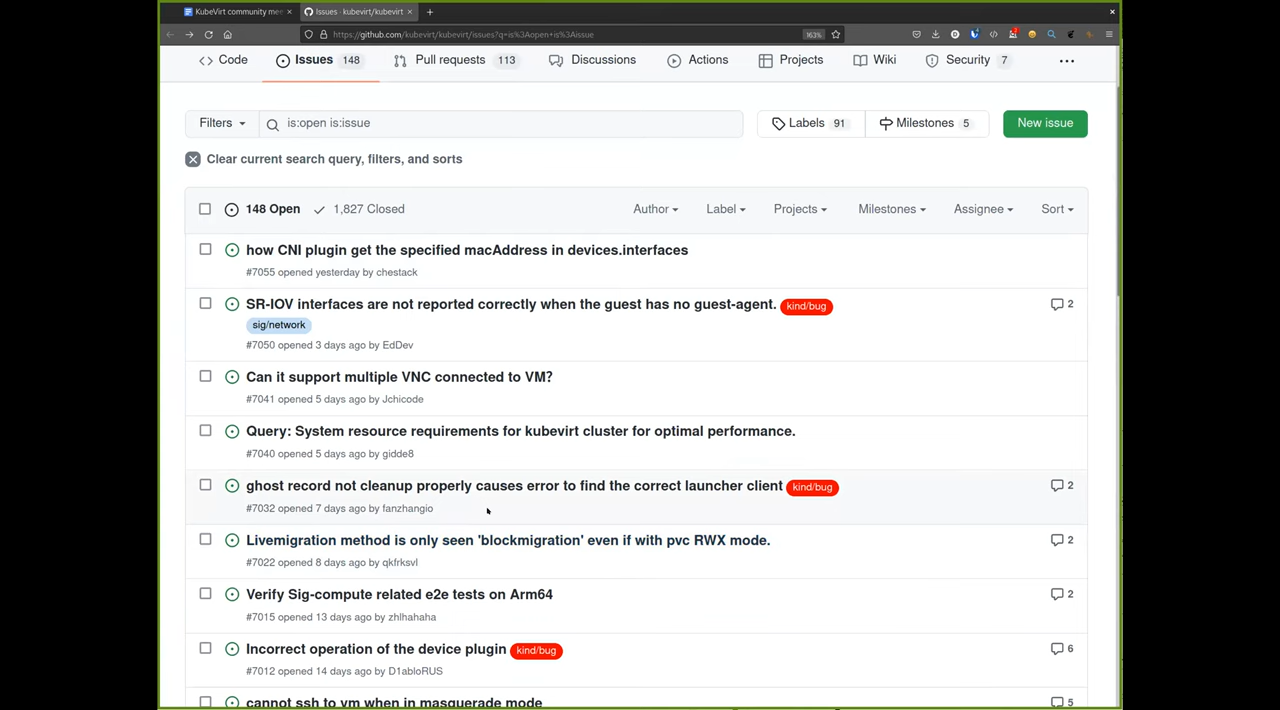 KubeVirt community me
Issues · kubevirt/kubevirt
https://github.com/kubevirt/kubevirt/issues?q=is%3Aopen+is%3Aissue
163%
Code
Issues 148
Pull requests 113
Discussions
Actions
Projects
Wiki
Security 7
Filters
is:open is:issue
Labels 91
Milestones 5
New issue
Clear current search query, filters, and sorts
148 Open 1,827 Closed
Author Label Projects Milestones Assignee Sort
how CNI plugin get the specified macAddress in devices.interfaces
#7055 opened yesterday by chestack
SR-IOV interfaces are not reported correctly when the guest has no guest-agent. kind/bug 2
sig/network
#7050 opened 3 days ago by EdDev
Can it support multiple VNC connected to VM?
#7041 opened 5 days ago by Jchicode
Query: System resource requirements for kubevirt cluster for optimal performance.
#7040 opened 5 days ago by gidde8
ghost record not cleanup properly causes error to find the correct launcher client kind/bug 2
#7032 opened 7 days ago by fanzhangio
Livemigration method is only seen 'blockmigration' even if with pvc RWX mode. 2
#7022 opened 8 days ago by qkfrksvl
Verify Sig-compute related e2e tests on Arm64 2
#7015 opened 13 days ago by zhlhahaha
Incorrect operation of the device plugin kind/bug 6
#7012 opened 14 days ago by D1abloRUS
cannot ssh to vm when in masquerade mode 5